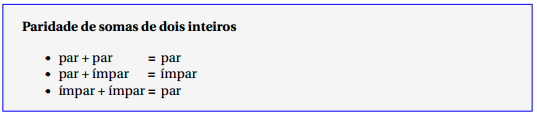 Paridade de somas de dois inteiros
• par + par = par
• par + ímpar = ímpar
• ímpar + ímpar = par